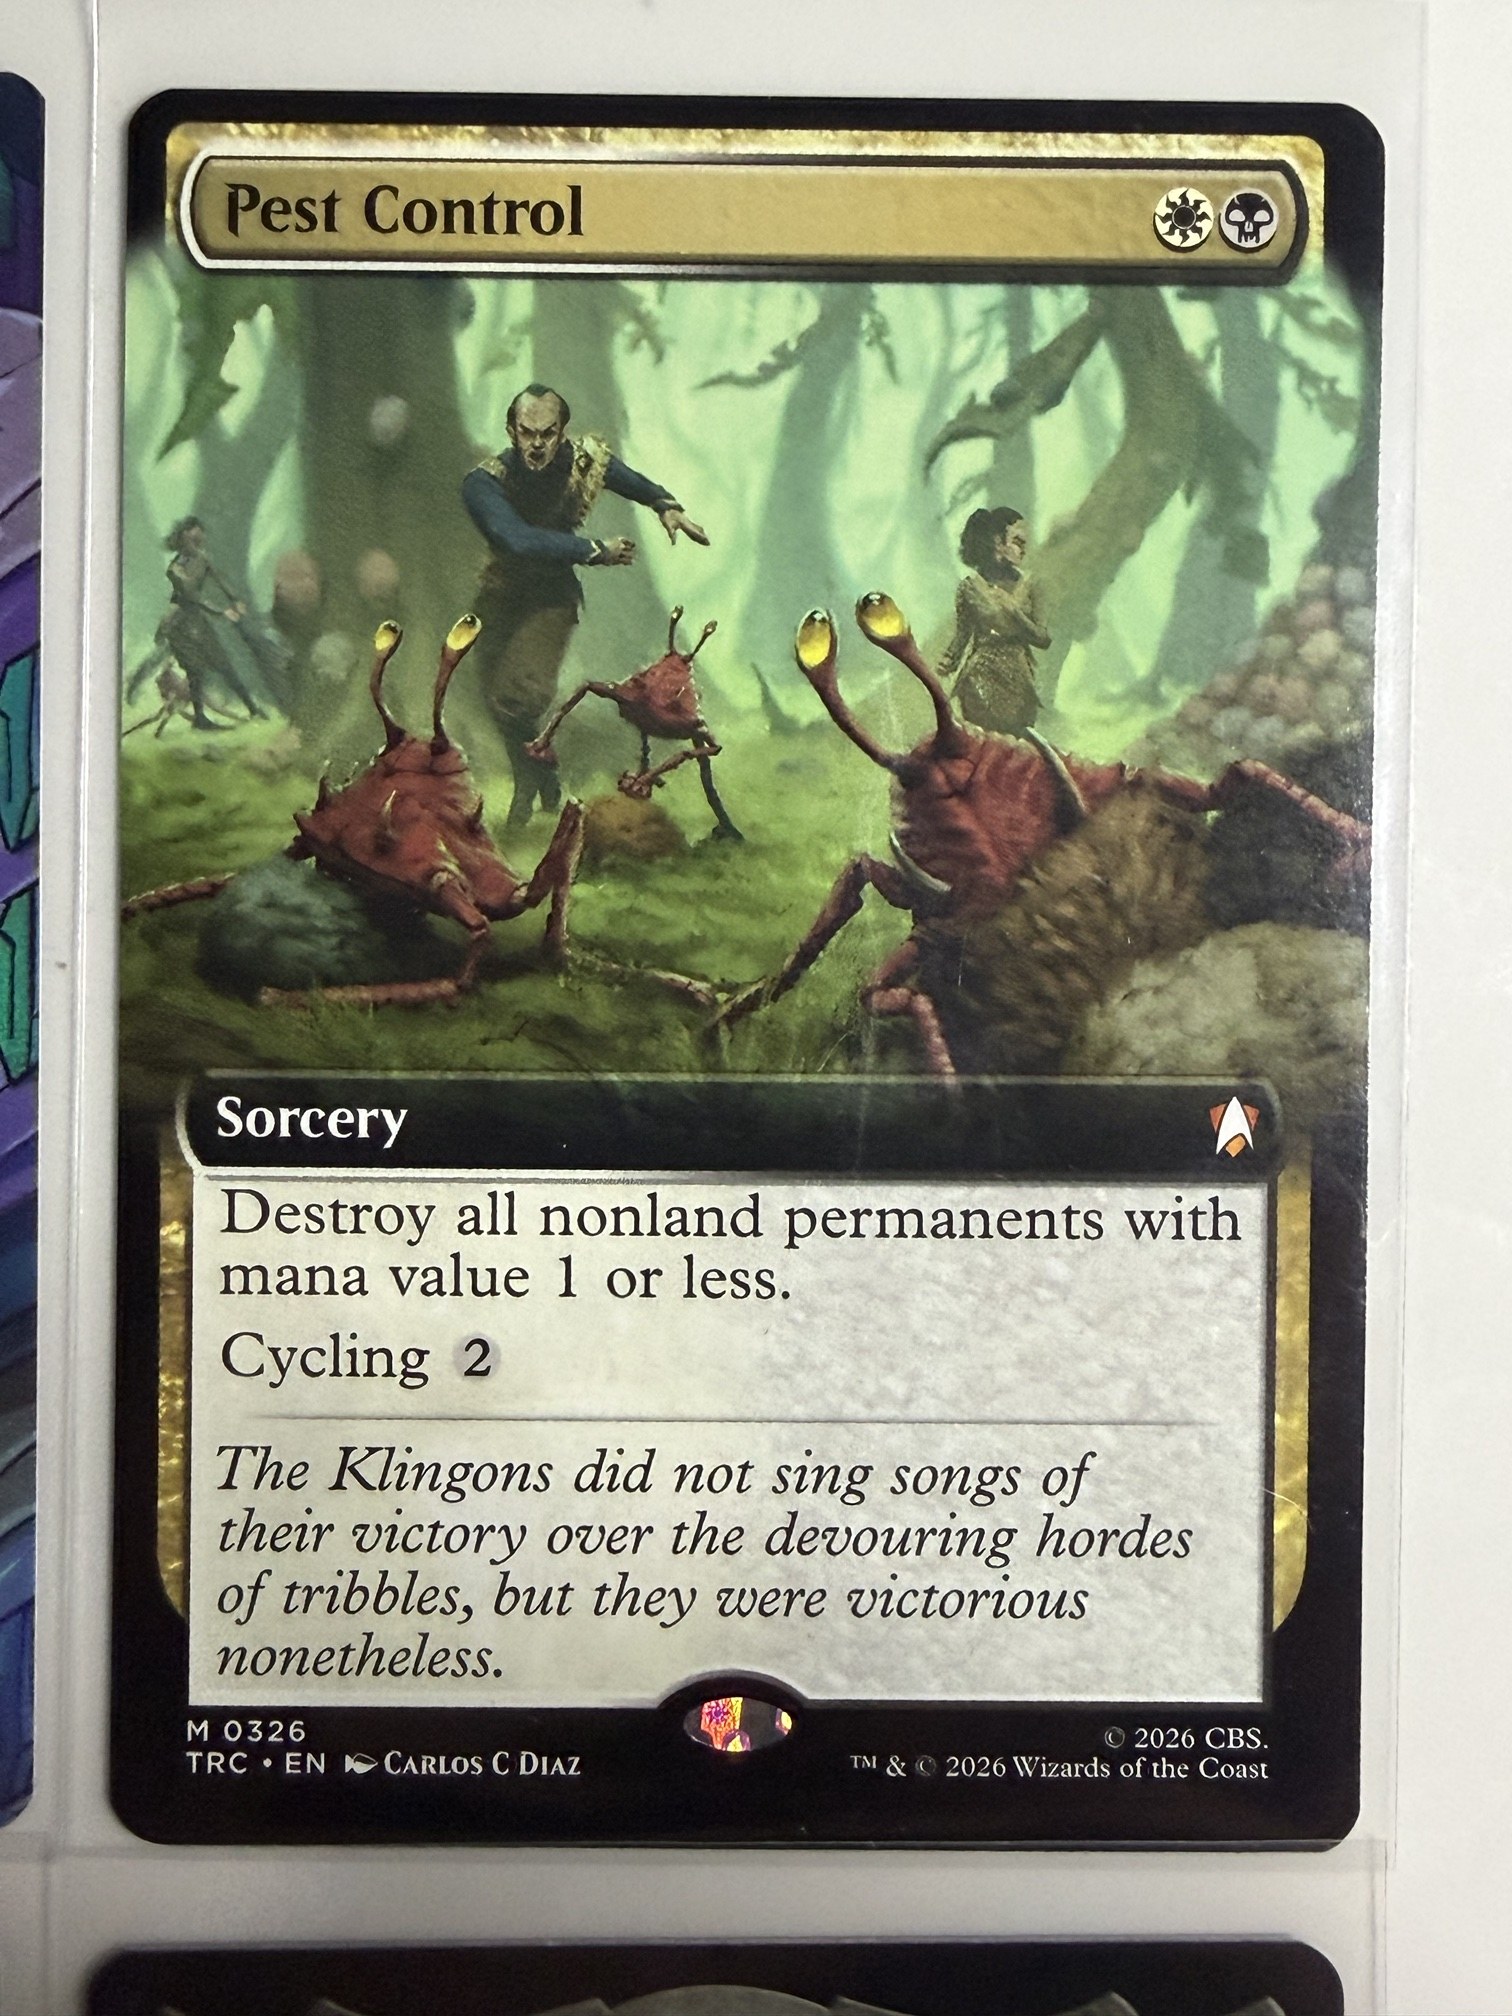 Pest Control
Sorcery
Destroy all nonland permanents with
mana value 1 or less.
Cycling 2
The Klingons did not sing songs of
their victory over the devouring hordes
of tribbles, but they were victorious
nonetheless.
M 0326
TRC • EN CARLOS C DIAZ
© 2026 CBS.
™ & © 2026 Wizards of the Coast